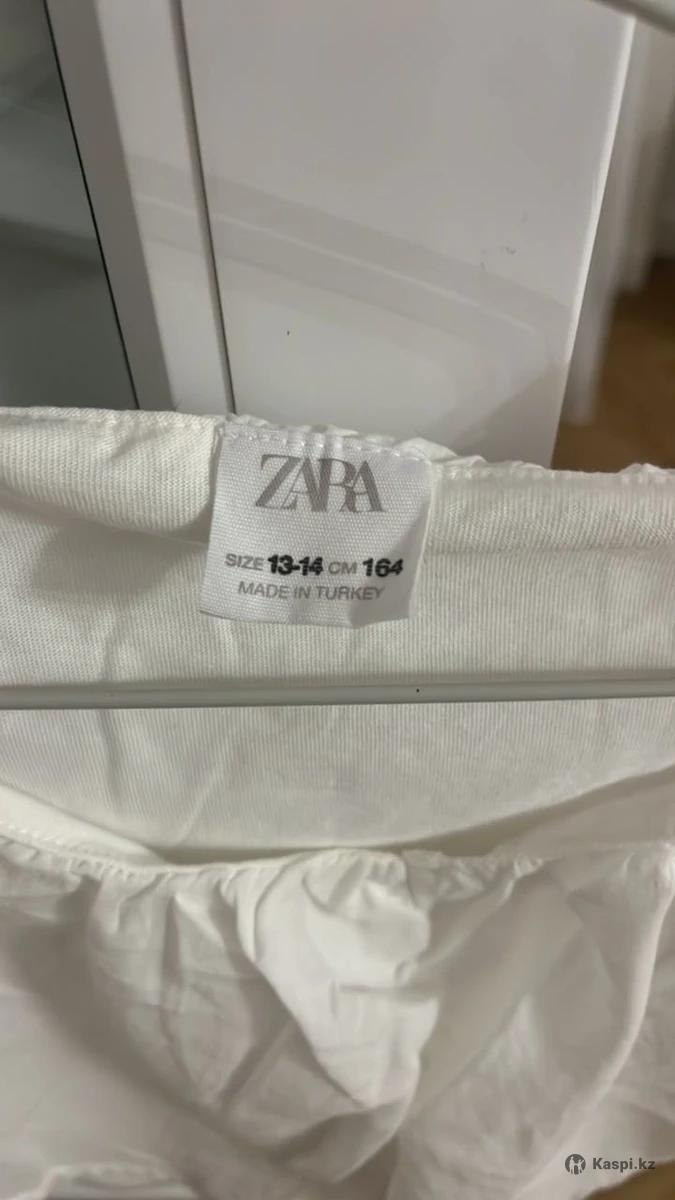 ZARA
SIZE 13-14 CM 164
MADE IN TURKEY
Kaspi.kz